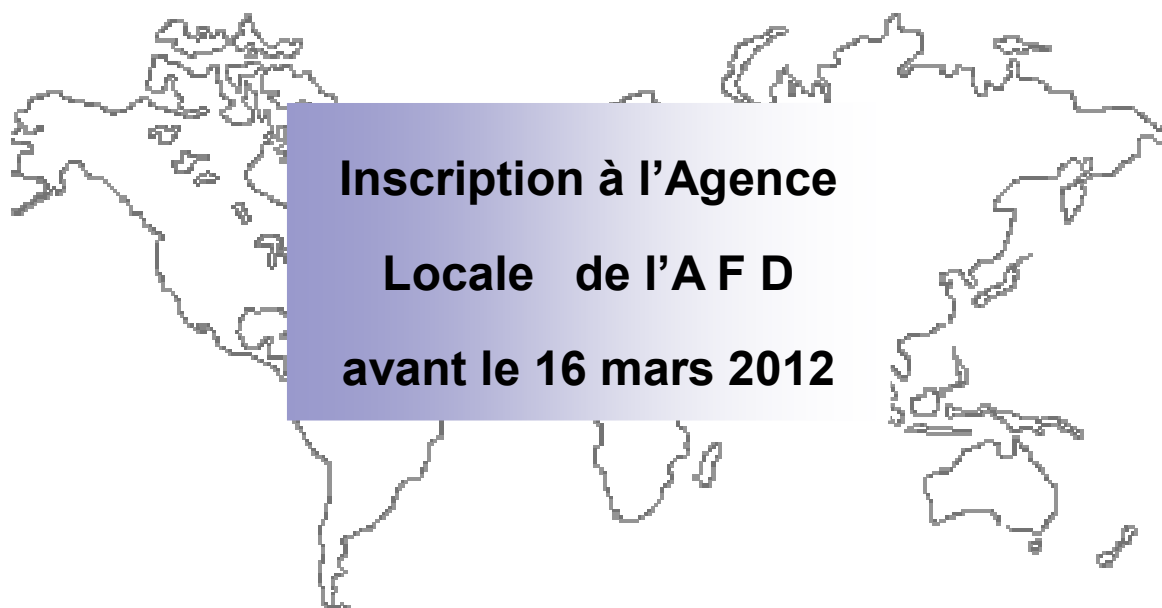 Inscription à l’Agence
Locale de l’A F D
avant le 16 mars 2012